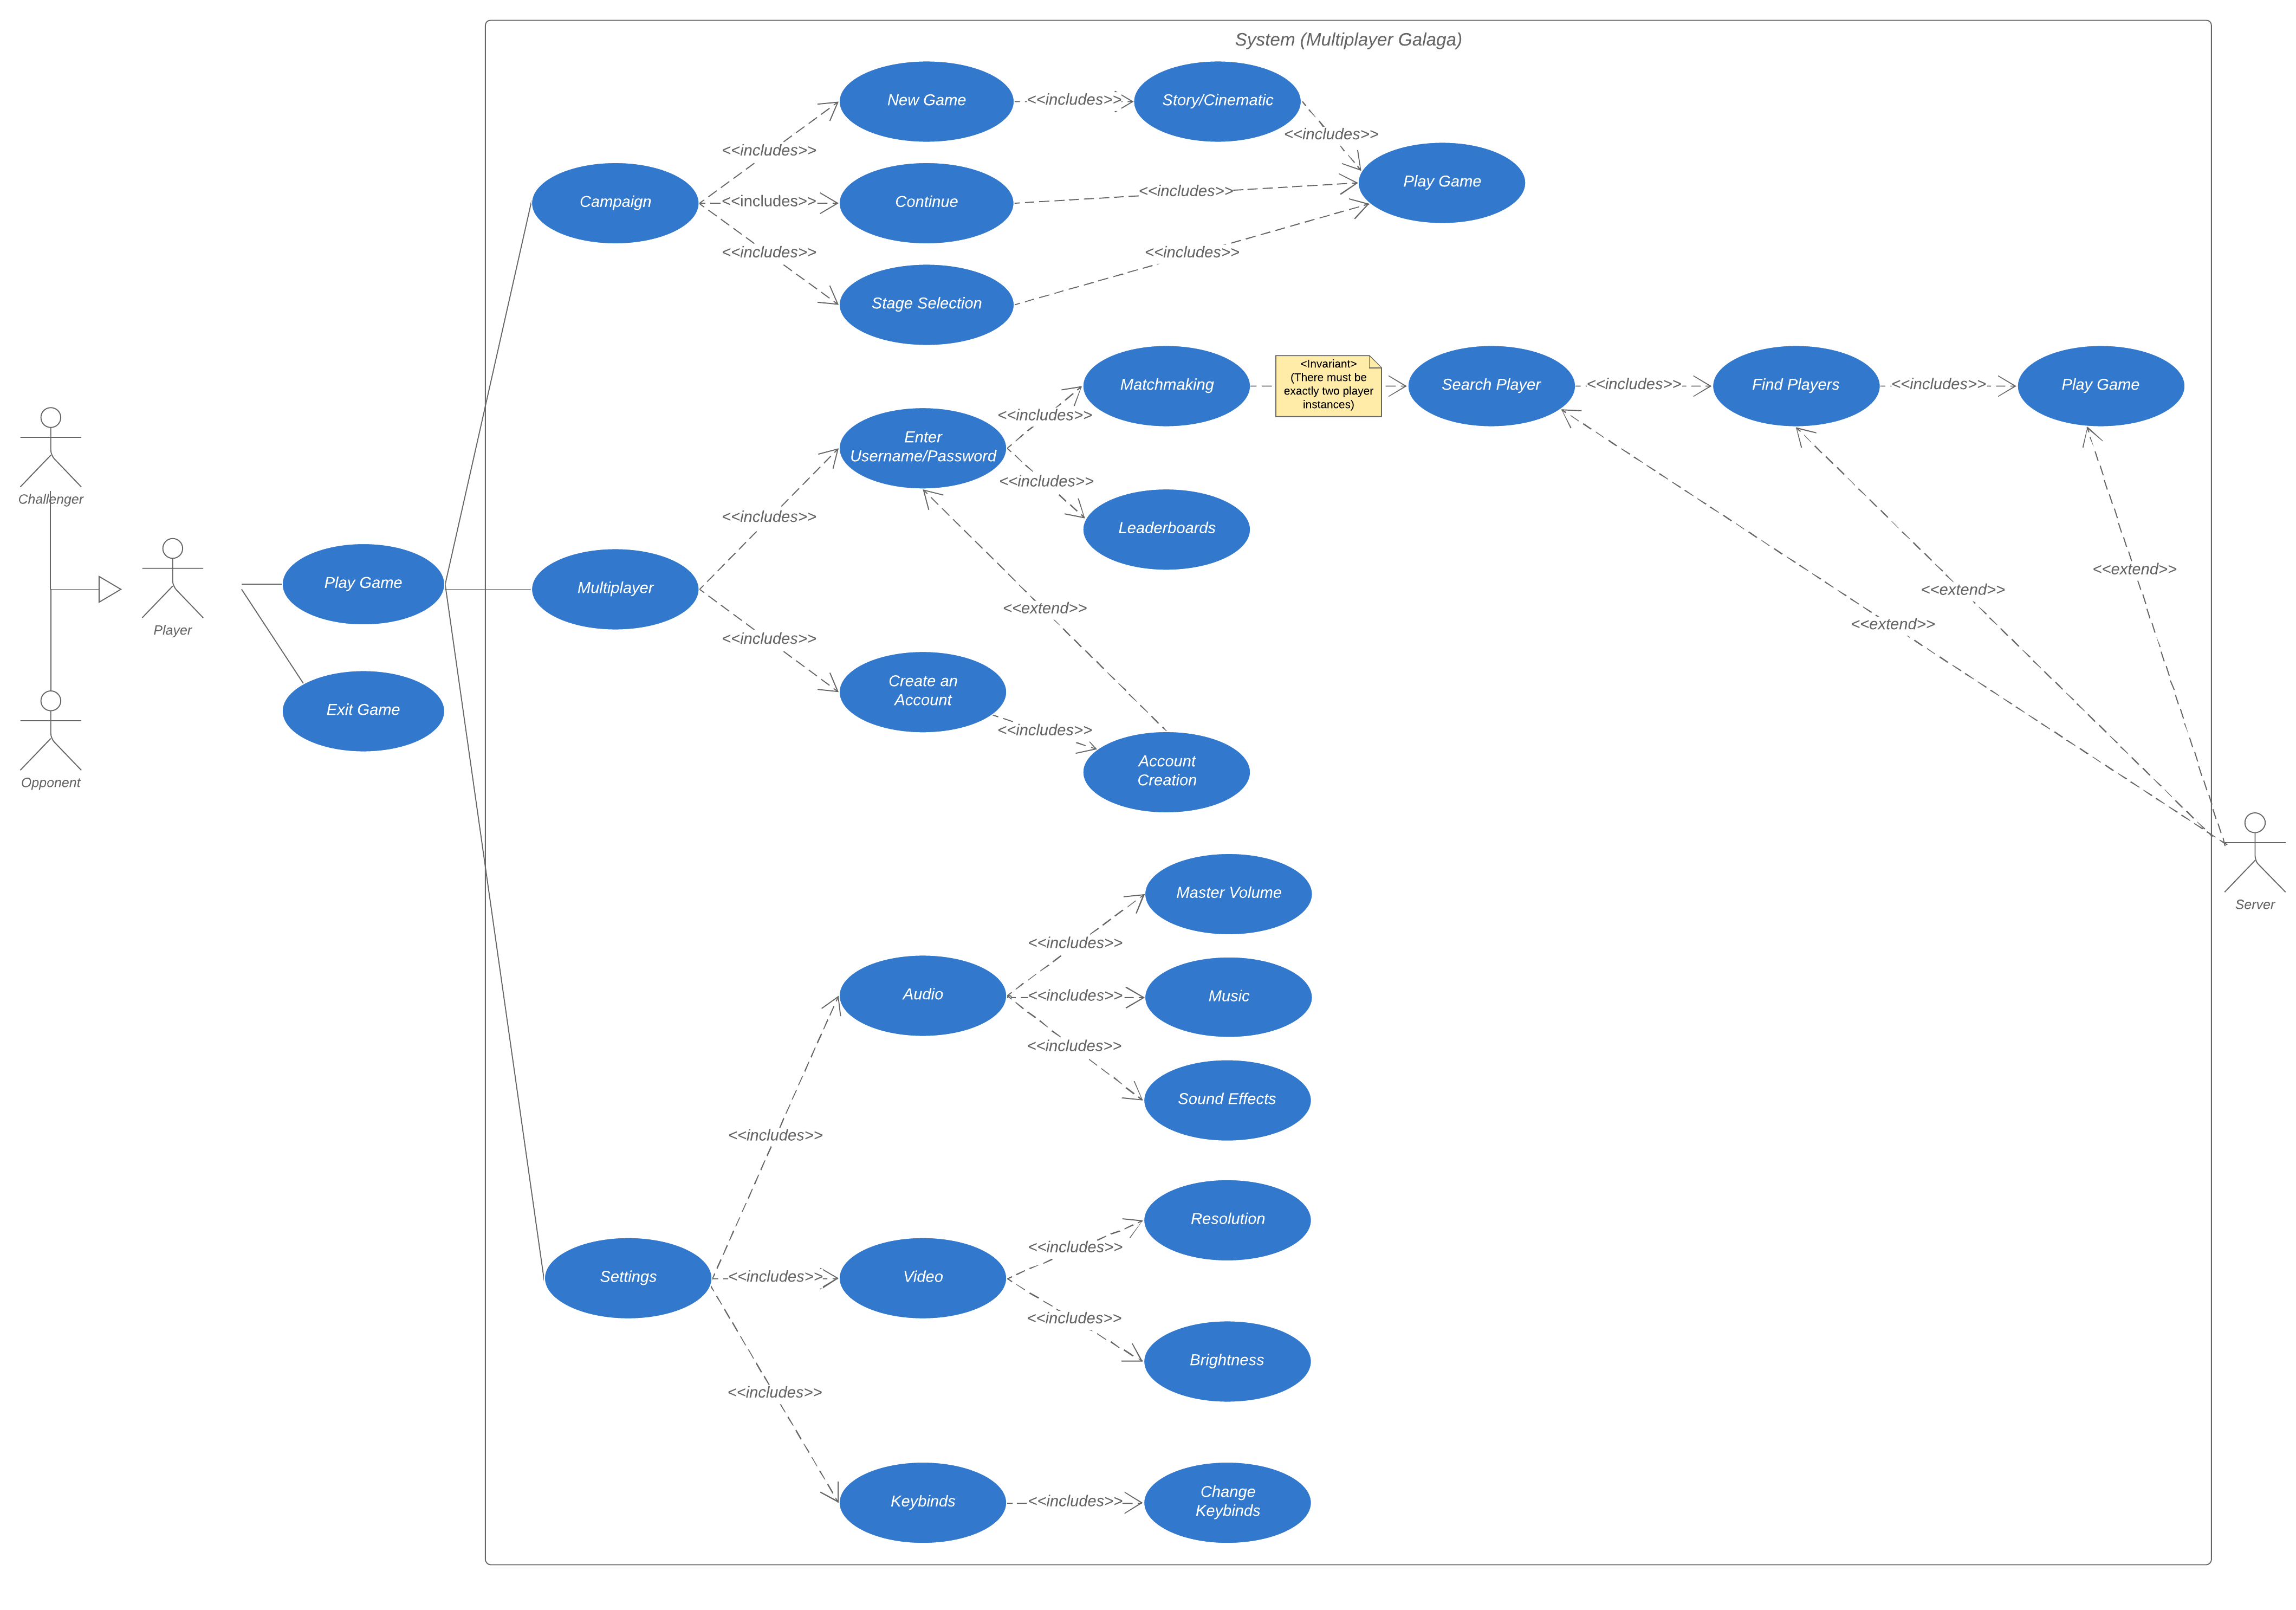 System (Multiplayer Galaga)
New Game
<<includes>>
Story/Cinematic
<<includes>>
<<includes>>
Play Game
Campaign
<<includes>>
Continue
<<includes>>
<<includes>>
Stage Selection
<<includes>>
Challenger
Player
Opponent
Play Game
Exit Game
Multiplayer
<<includes>>
Enter
Username/Password
<<includes>>
Matchmaking
<Invariant>
(There must be
exactly two player
instances)
Search Player
<<includes>>
Find Players
<<includes>>
Play Game
<<includes>>
Leaderboards
<<extend>>
<<includes>>
Create an
Account
<<includes>>
Account
Creation
<<extend>>
<<extend>>
<<extend>>
Server
Master Volume
<<includes>>
Audio
<<includes>>
Music
<<includes>>
Sound Effects
<<includes>>
Resolution
<<includes>>
Settings
<<includes>>
Video
<<includes>>
Brightness
<<includes>>
Keybinds
<<includes>>
Change
Keybinds